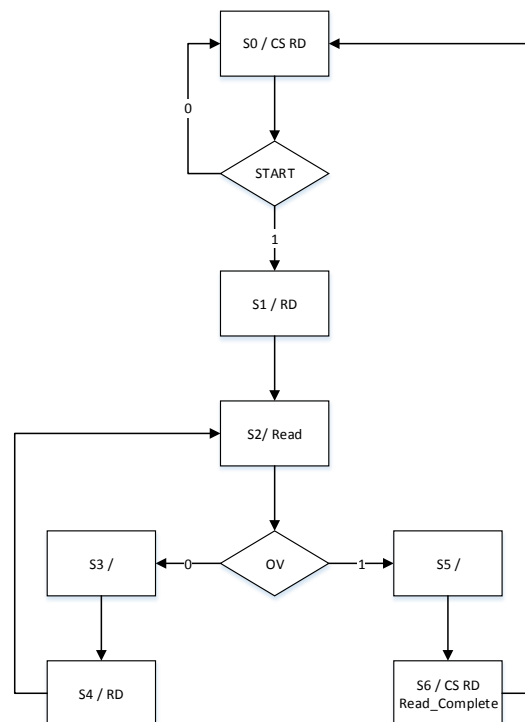 S0 / CS RD
0
START
1
S1 / RD
S2/ Read
S3 /
0
OV
1
S5 /
S4 / RD
S6 / CS RD
Read_Complete